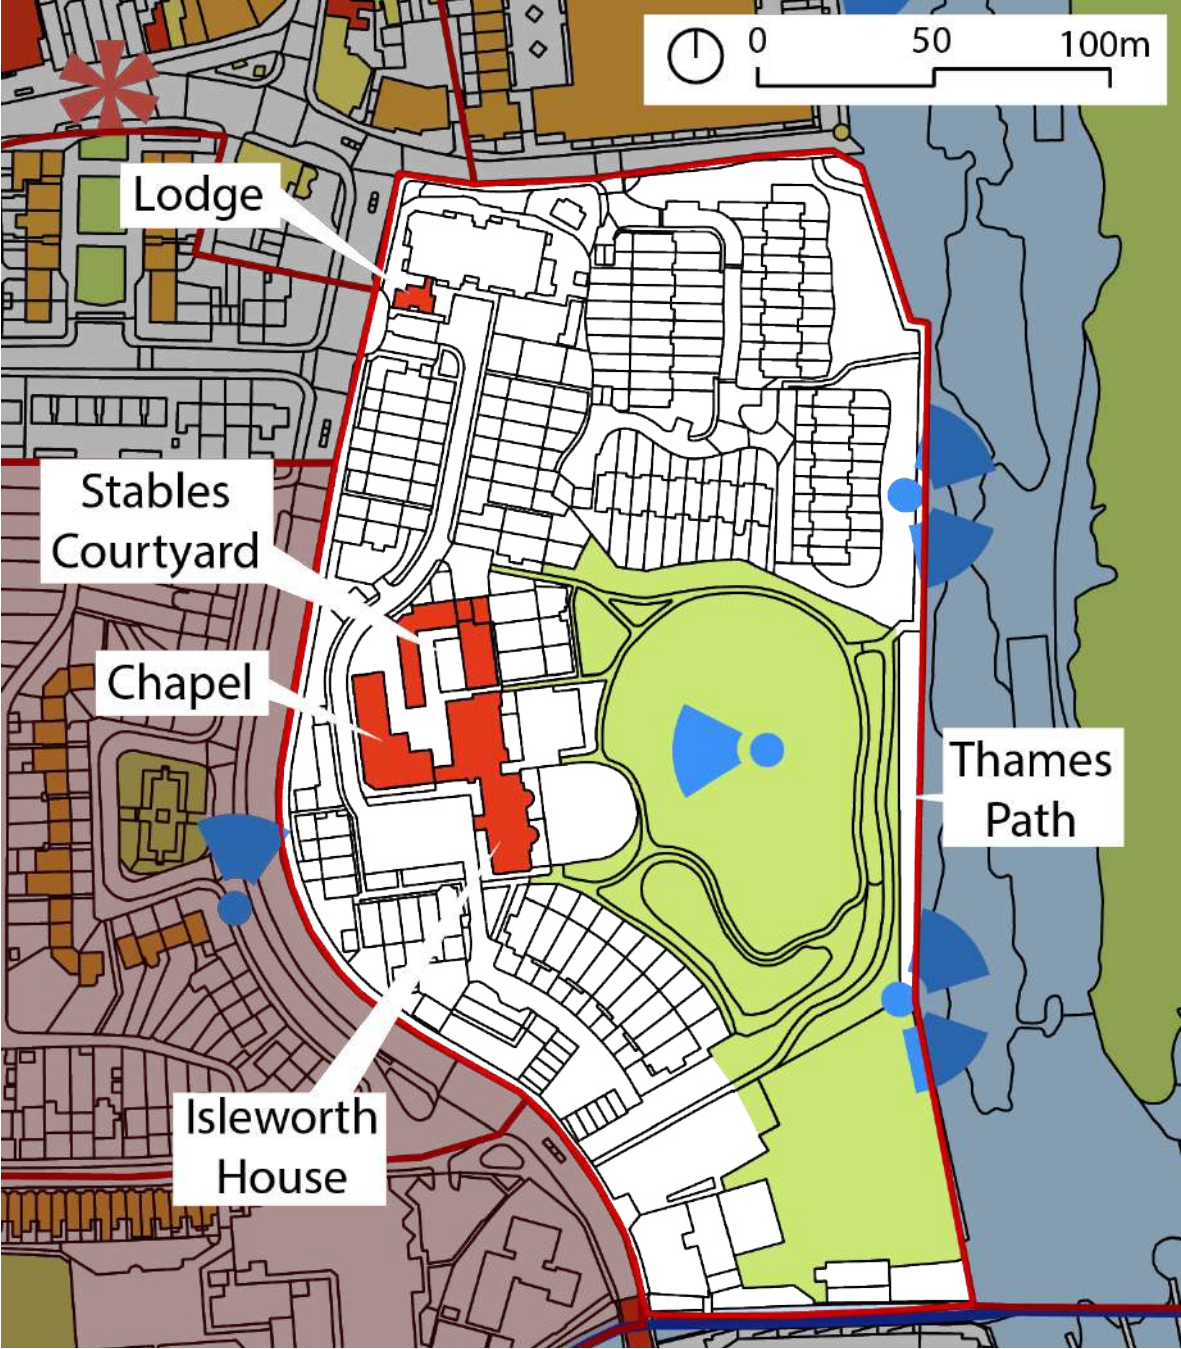 0 50 100m
Lodge
Stables
Courtyard
Chapel
Thames
Path
Isleworth
House